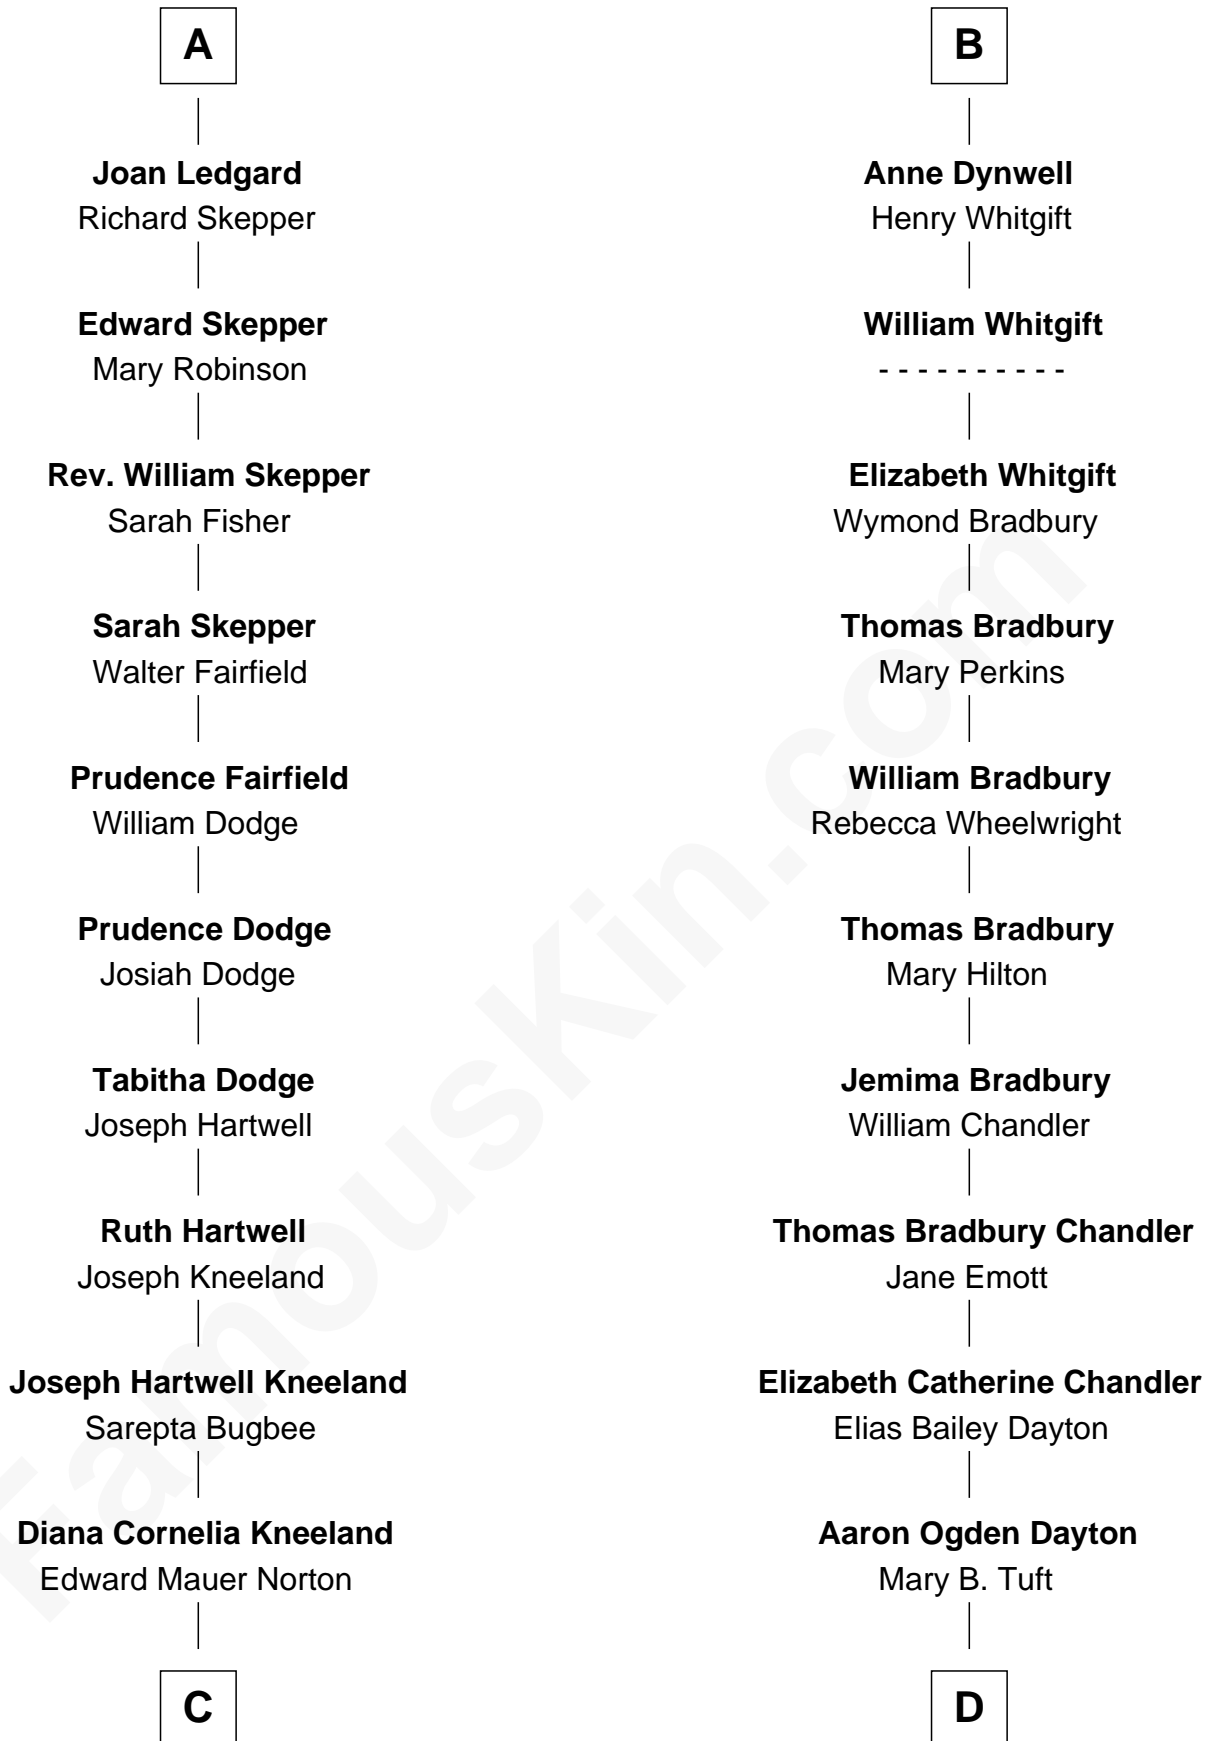 A
Joan Ledgard
Richard Skepper
Edward Skepper
Mary Robinson
Rev. William Skepper
Sarah Fisher
Sarah Skepper
Walter Fairfield
Prudence Fairfield
William Dodge
Prudence Dodge
Josiah Dodge
Tabitha Dodge
Joseph Hartwell
Ruth Hartwell
Joseph Kneeland
Joseph Hartwell Kneeland
Sarepta Bugbee
Diana Cornelia Kneeland
Edward Mauer Norton
C
B
Anne Dynwell
Henry Whitgift
William Whitgift
- - - - - - - - - -
Elizabeth Whitgift
Wymond Bradbury
Thomas Bradbury
Mary Perkins
William Bradbury
Rebecca Wheelwright
Thomas Bradbury
Mary Hilton
Jemima Bradbury
William Chandler
Thomas Bradbury Chandler
Jane Emott
Elizabeth Catherine Chandler
Elias Bailey Dayton
Aaron Ogden Dayton
Mary B. Tuft
D
FamousKin.com